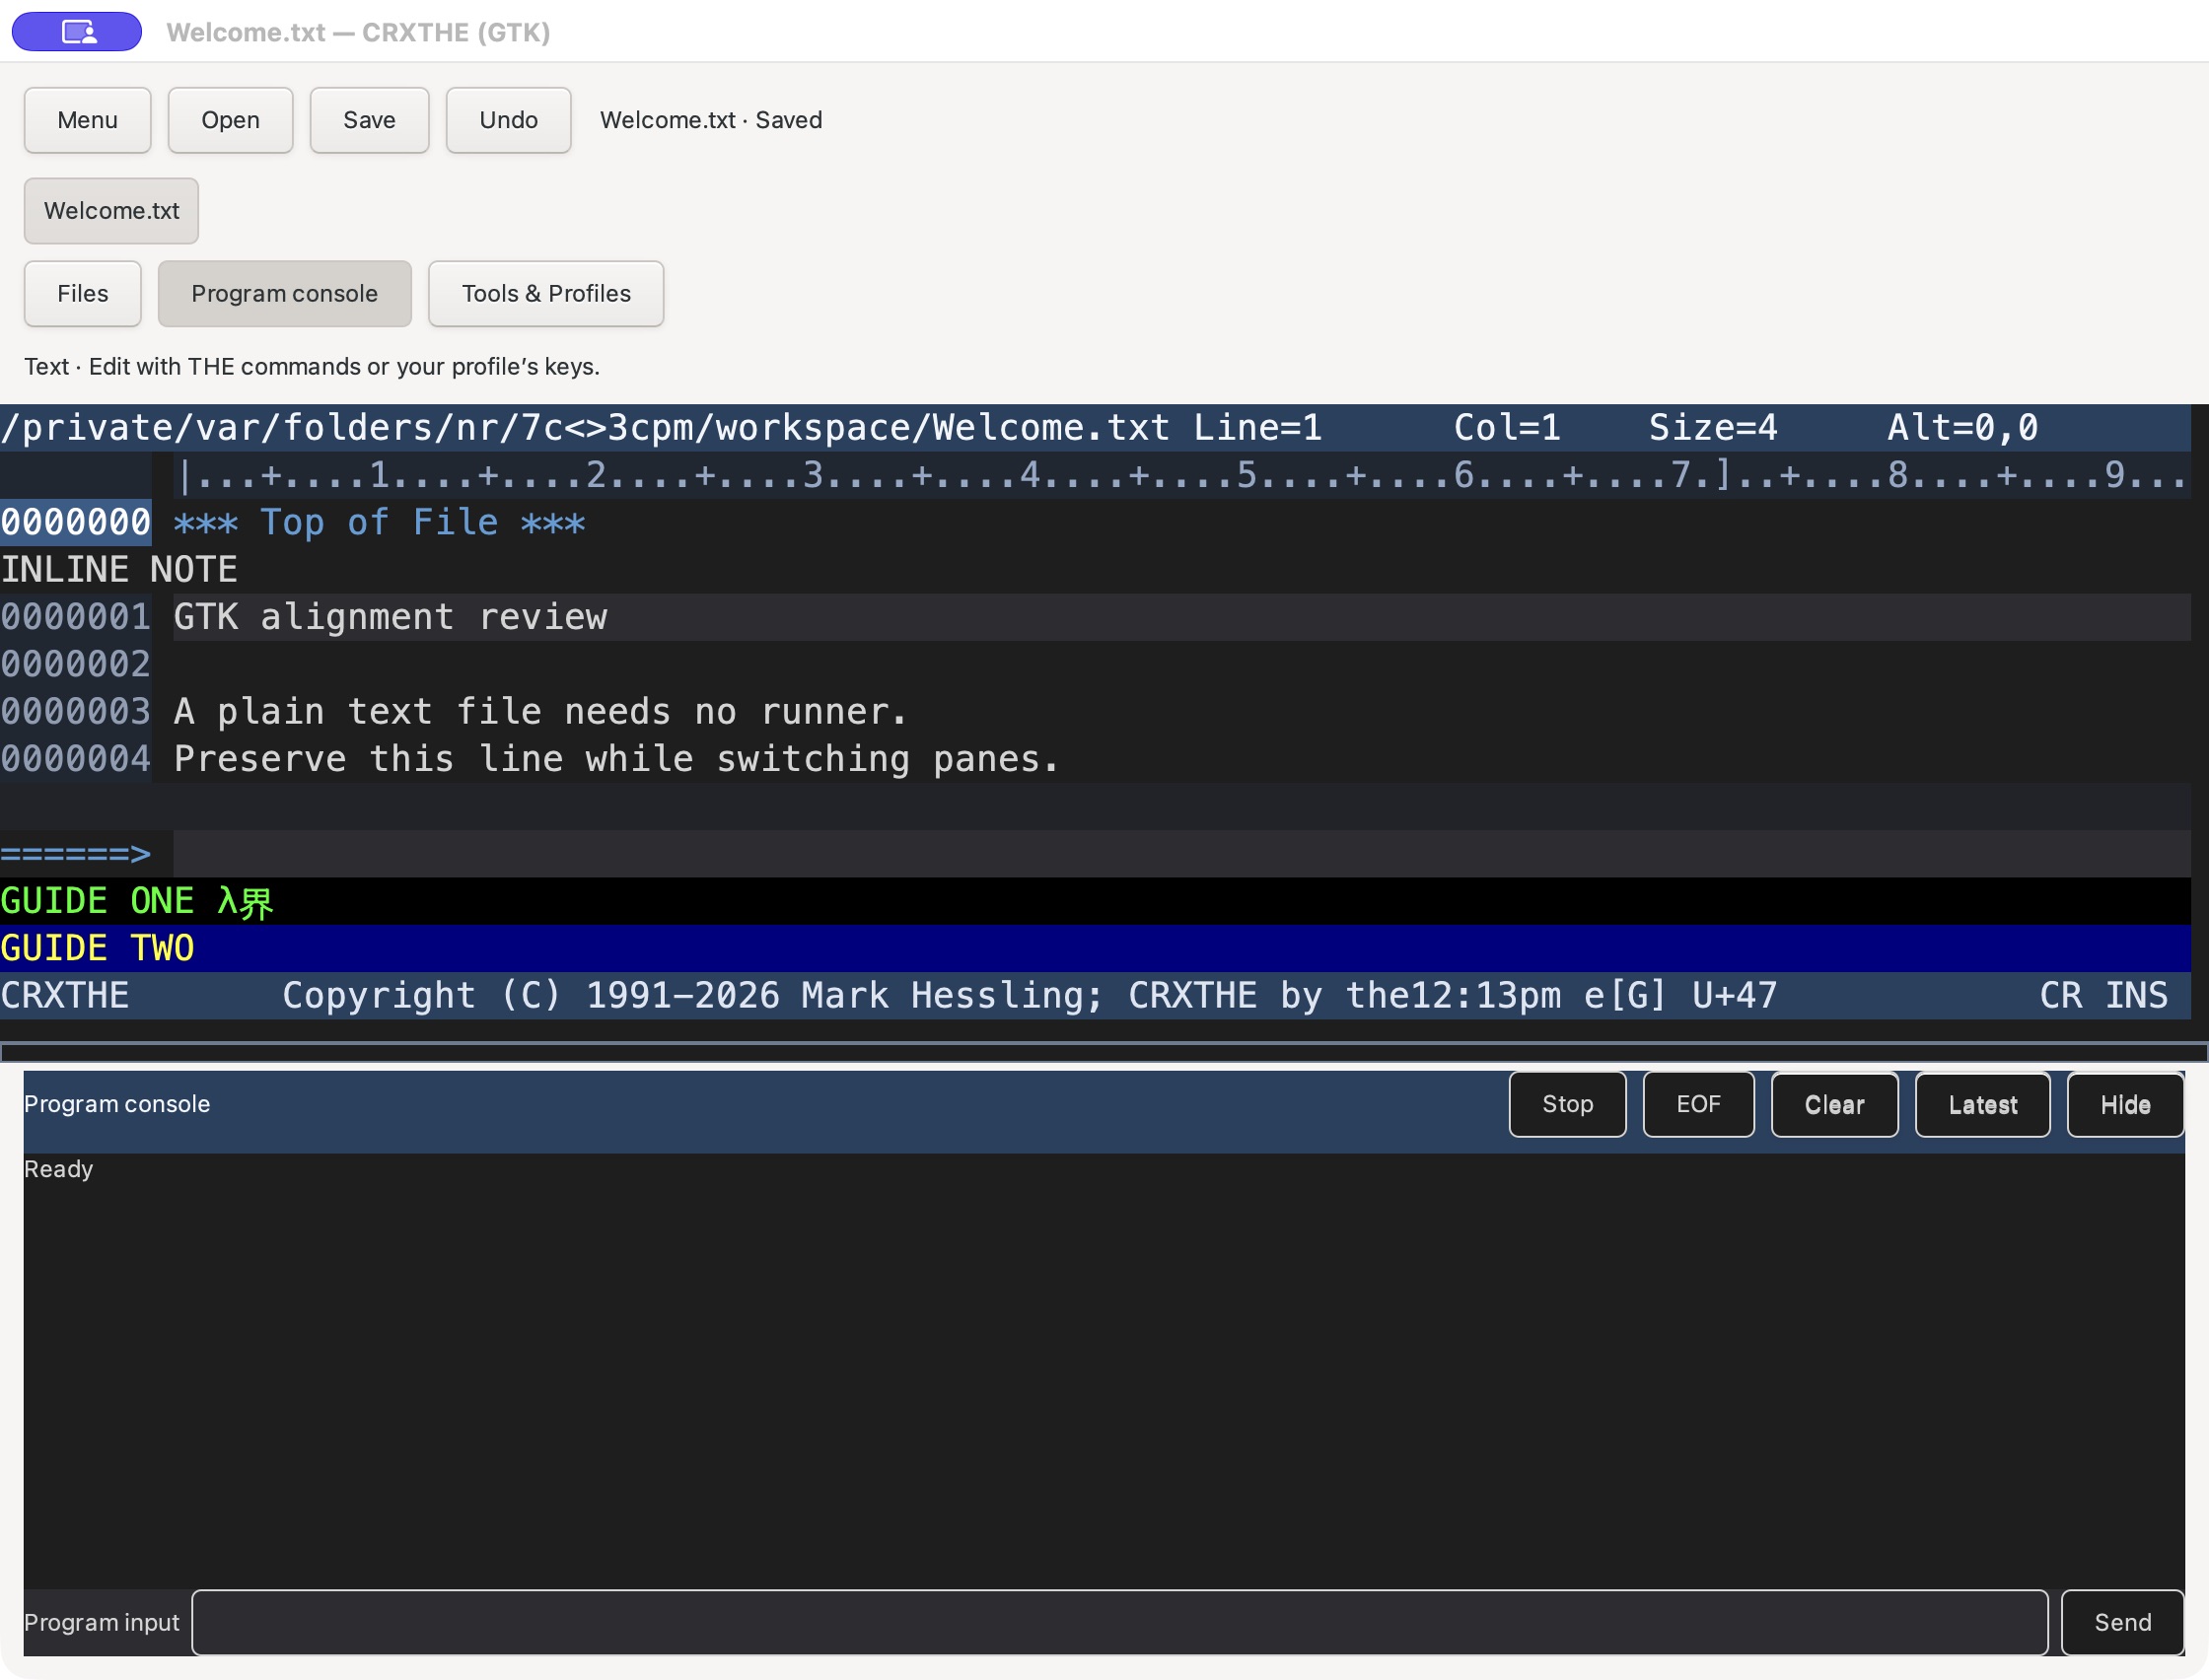 Welcome.txt — CRXTHE (GTK)
Menu Open Save Undo Welcome.txt · Saved
Welcome.txt
Files Program console Tools & Profiles
Text · Edit with THE commands or your profile’s keys.
/private/var/folders/nr/7c<>3cpm/workspace/Welcome.txt Line=1 Col=1 Size=4 Alt=0,0
|...+....1....+....2....+....3....+....4....+....5....+....6....+....7.]..+....8....+....9...
0000000 *** Top of File ***
INLINE NOTE
0000001 GTK alignment review
0000002
0000003 A plain text file needs no runner.
0000004 Preserve this line while switching panes.
======>
GUIDE ONE λ界
GUIDE TWO
CRXTHE Copyright (C) 1991–2026 Mark Hessling; CRXTHE by the12:13pm e[G] U+47 CR INS
Program console Stop EOF Clear Latest Hide
Ready
Program input Send